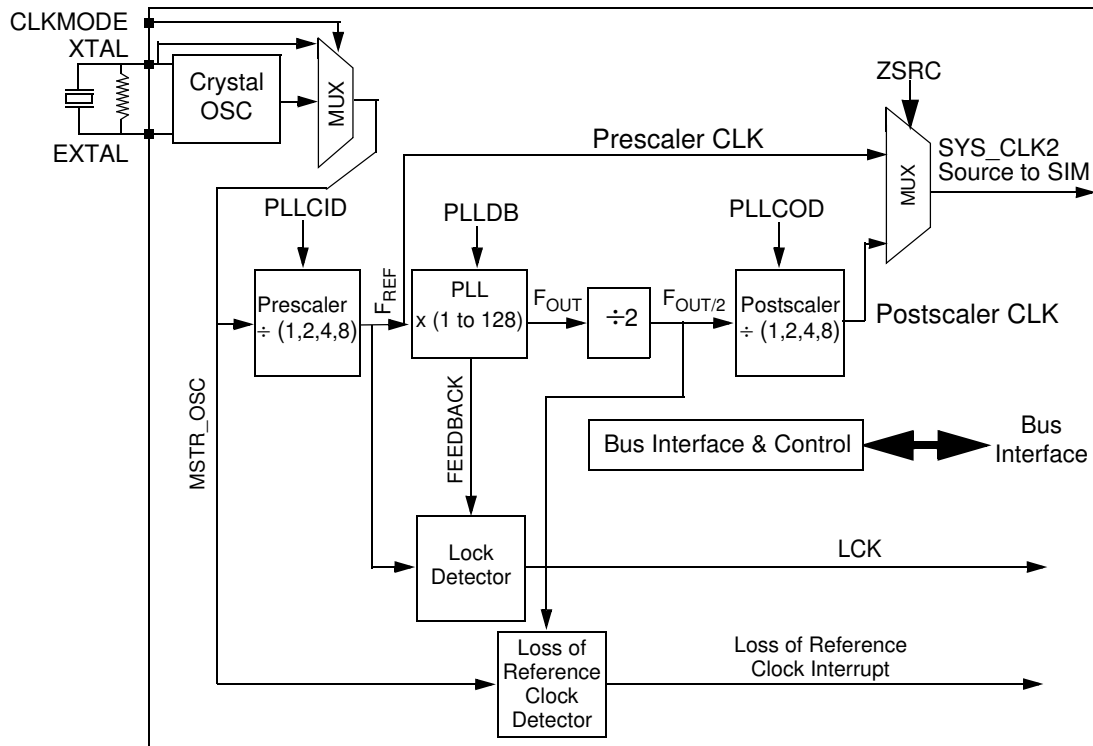 CLKMODE
XTAL
EXTAL
Crystal
OSC
MUX
ZSRC
Prescaler CLK
MUX
SYS_CLK2
Source to SIM
PLLCID
PLLDB
PLLCOD
Prescaler
÷ (1,2,4,8)
FREF
PLL
x (1 to 128)
FOUT
÷2
FOUT/2
Postscaler
÷ (1,2,4,8)
Postscaler CLK
MSTR_OSC
FEEDBACK
Bus Interface & Control
Bus
Interface
Lock
Detector
LCK
Loss of
Reference
Clock
Detector
Loss of Reference
Clock Interrupt